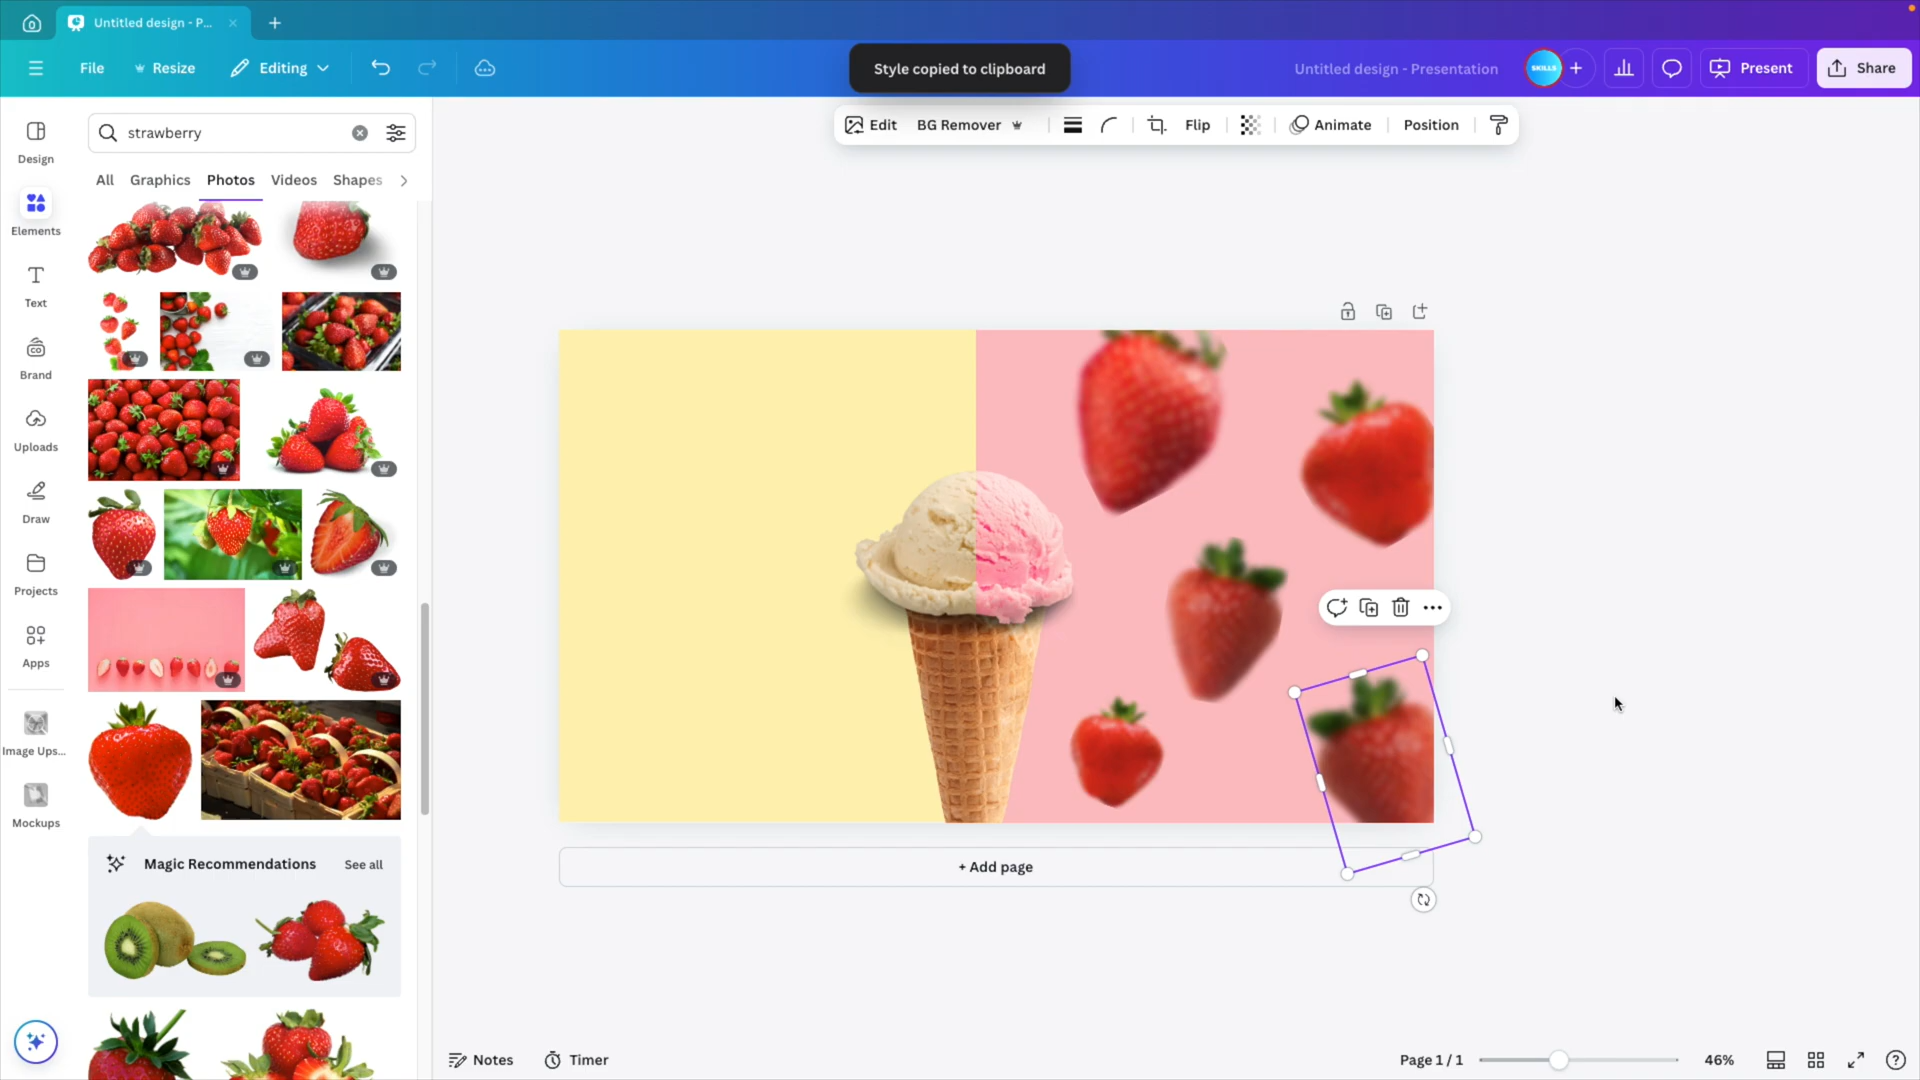 Untitled design - P...
File
Resize
Editing
Style copied to clipboard
Untitled design - Presentation
SKILLS
Present
Share
strawberry
Edit
BG Remover
Flip
Animate
Position
Design
All
Graphics
Photos
Videos
Shapes
Elements
Text
Brand
Uploads
Draw
Projects
Apps
Image Ups...
Mockups
Magic Recommendations
See all
+ Add page
Notes
Timer
Page 1 / 1
46%